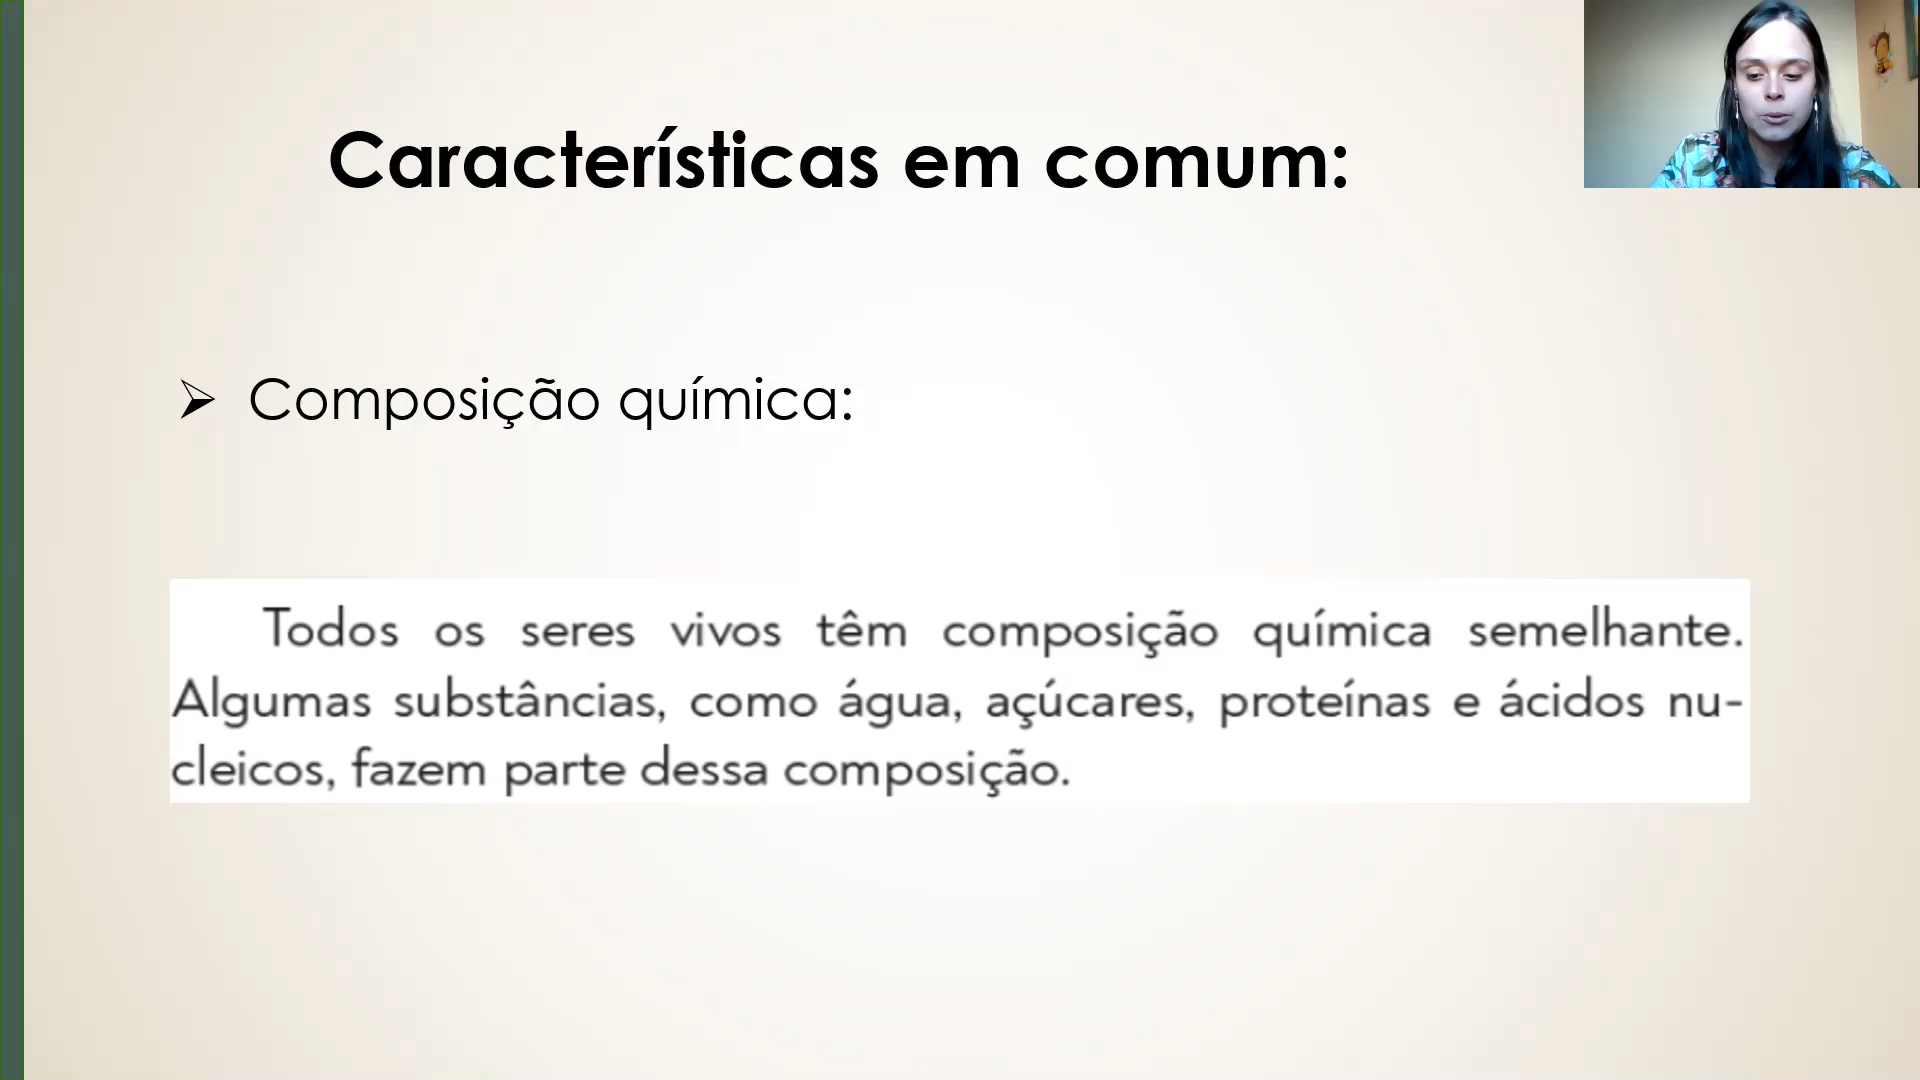 Características em comum:
Composição química:
Todos os seres vivos têm composição química semelhante.
Algumas substâncias, como água, açúcares, proteínas e ácidos nu-
cleicos, fazem parte dessa composição.